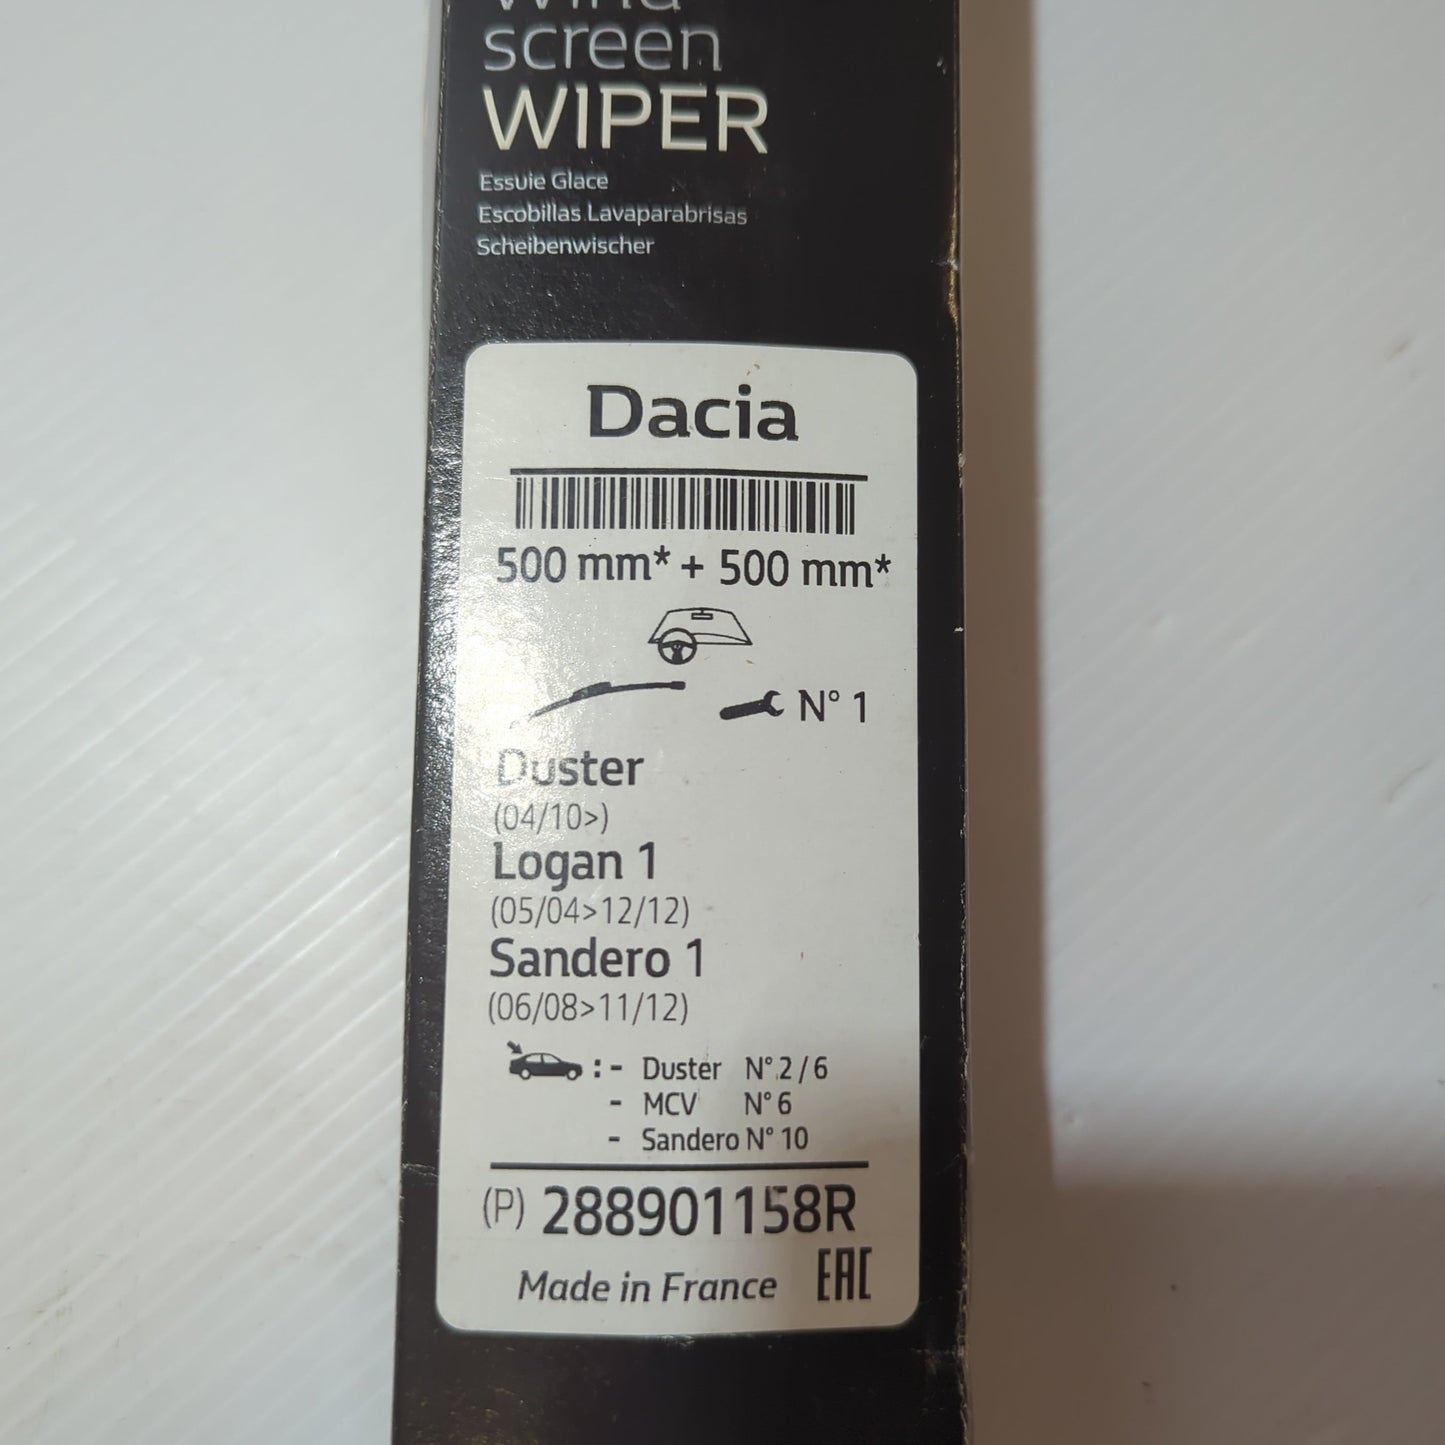 Wind
screen
WIPER
Essuie Glace
Escobillas Lavaparabrisas
Scheibenwischer
Dacia
500 mm* + 500 mm*
N° 1
Duster
(04/10>)
Logan 1
(05/04>12/12)
Sandero 1
(06/08>11/12)
: - Duster N° 2 / 6
- MCV N° 6
- Sandero N° 10
(P) 288901158R
Made in France EAC